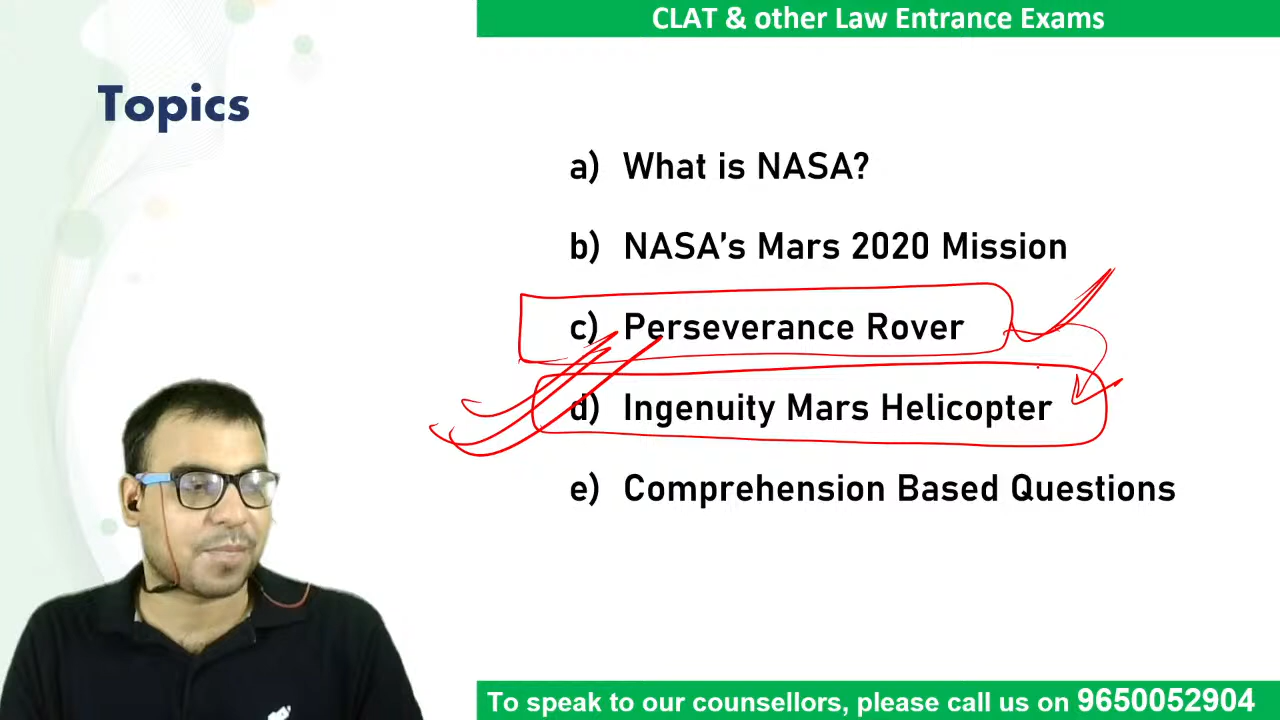 CLAT & other Law Entrance Exams
Topics
a) What is NASA?
b) NASA's Mars 2020 Mission
c) Perseverance Rover
d) Ingenuity Mars Helicopter
e) Comprehension Based Questions
To speak to our counsellors, please call us on 9650052904